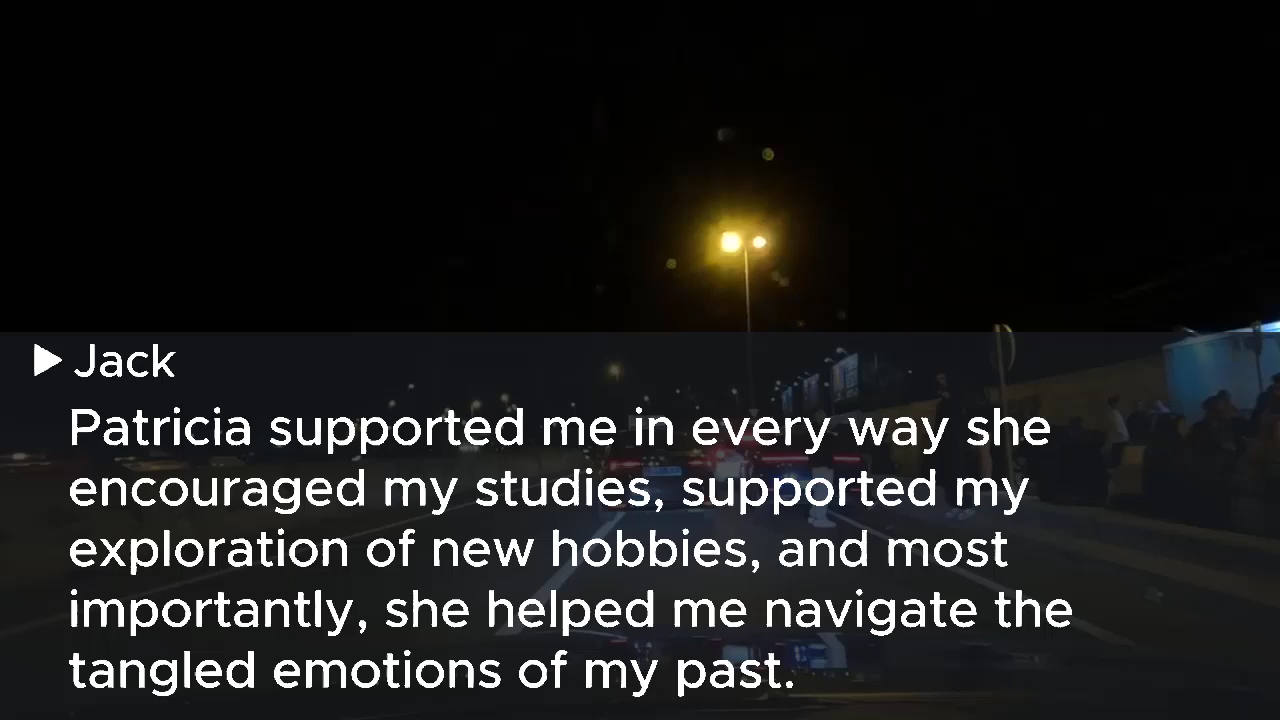 Jack
Patricia supported me in every way she
encouraged my studies, supported my
exploration of new hobbies, and most
importantly, she helped me navigate the
tangled emotions of my past.